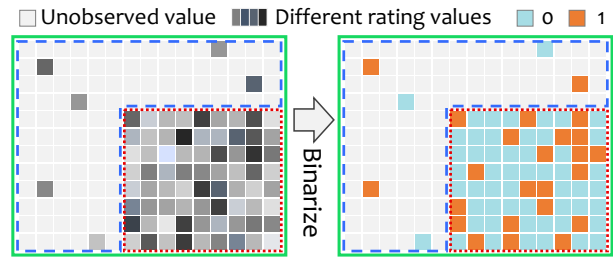 Unobserved value Different rating values 0 1
Binarize